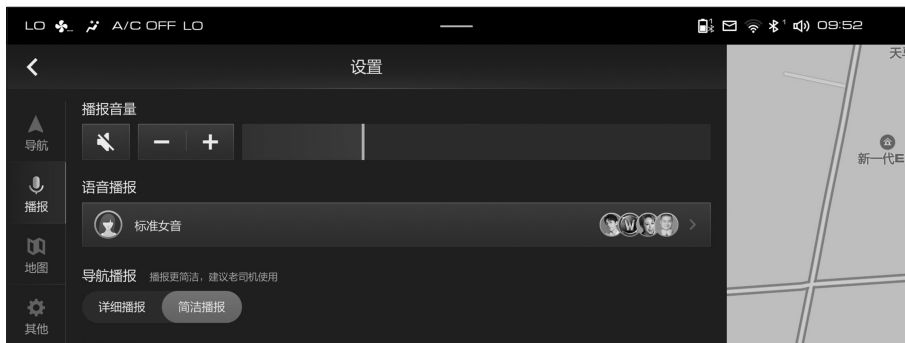 LO A/C OFF LO
1 09:52
设置
播报音量
导航
语音播报
播报
标准女音
W
地图
导航播报 播报更简洁，建议老司机使用
详细播报 简洁播报
其他
新一代E